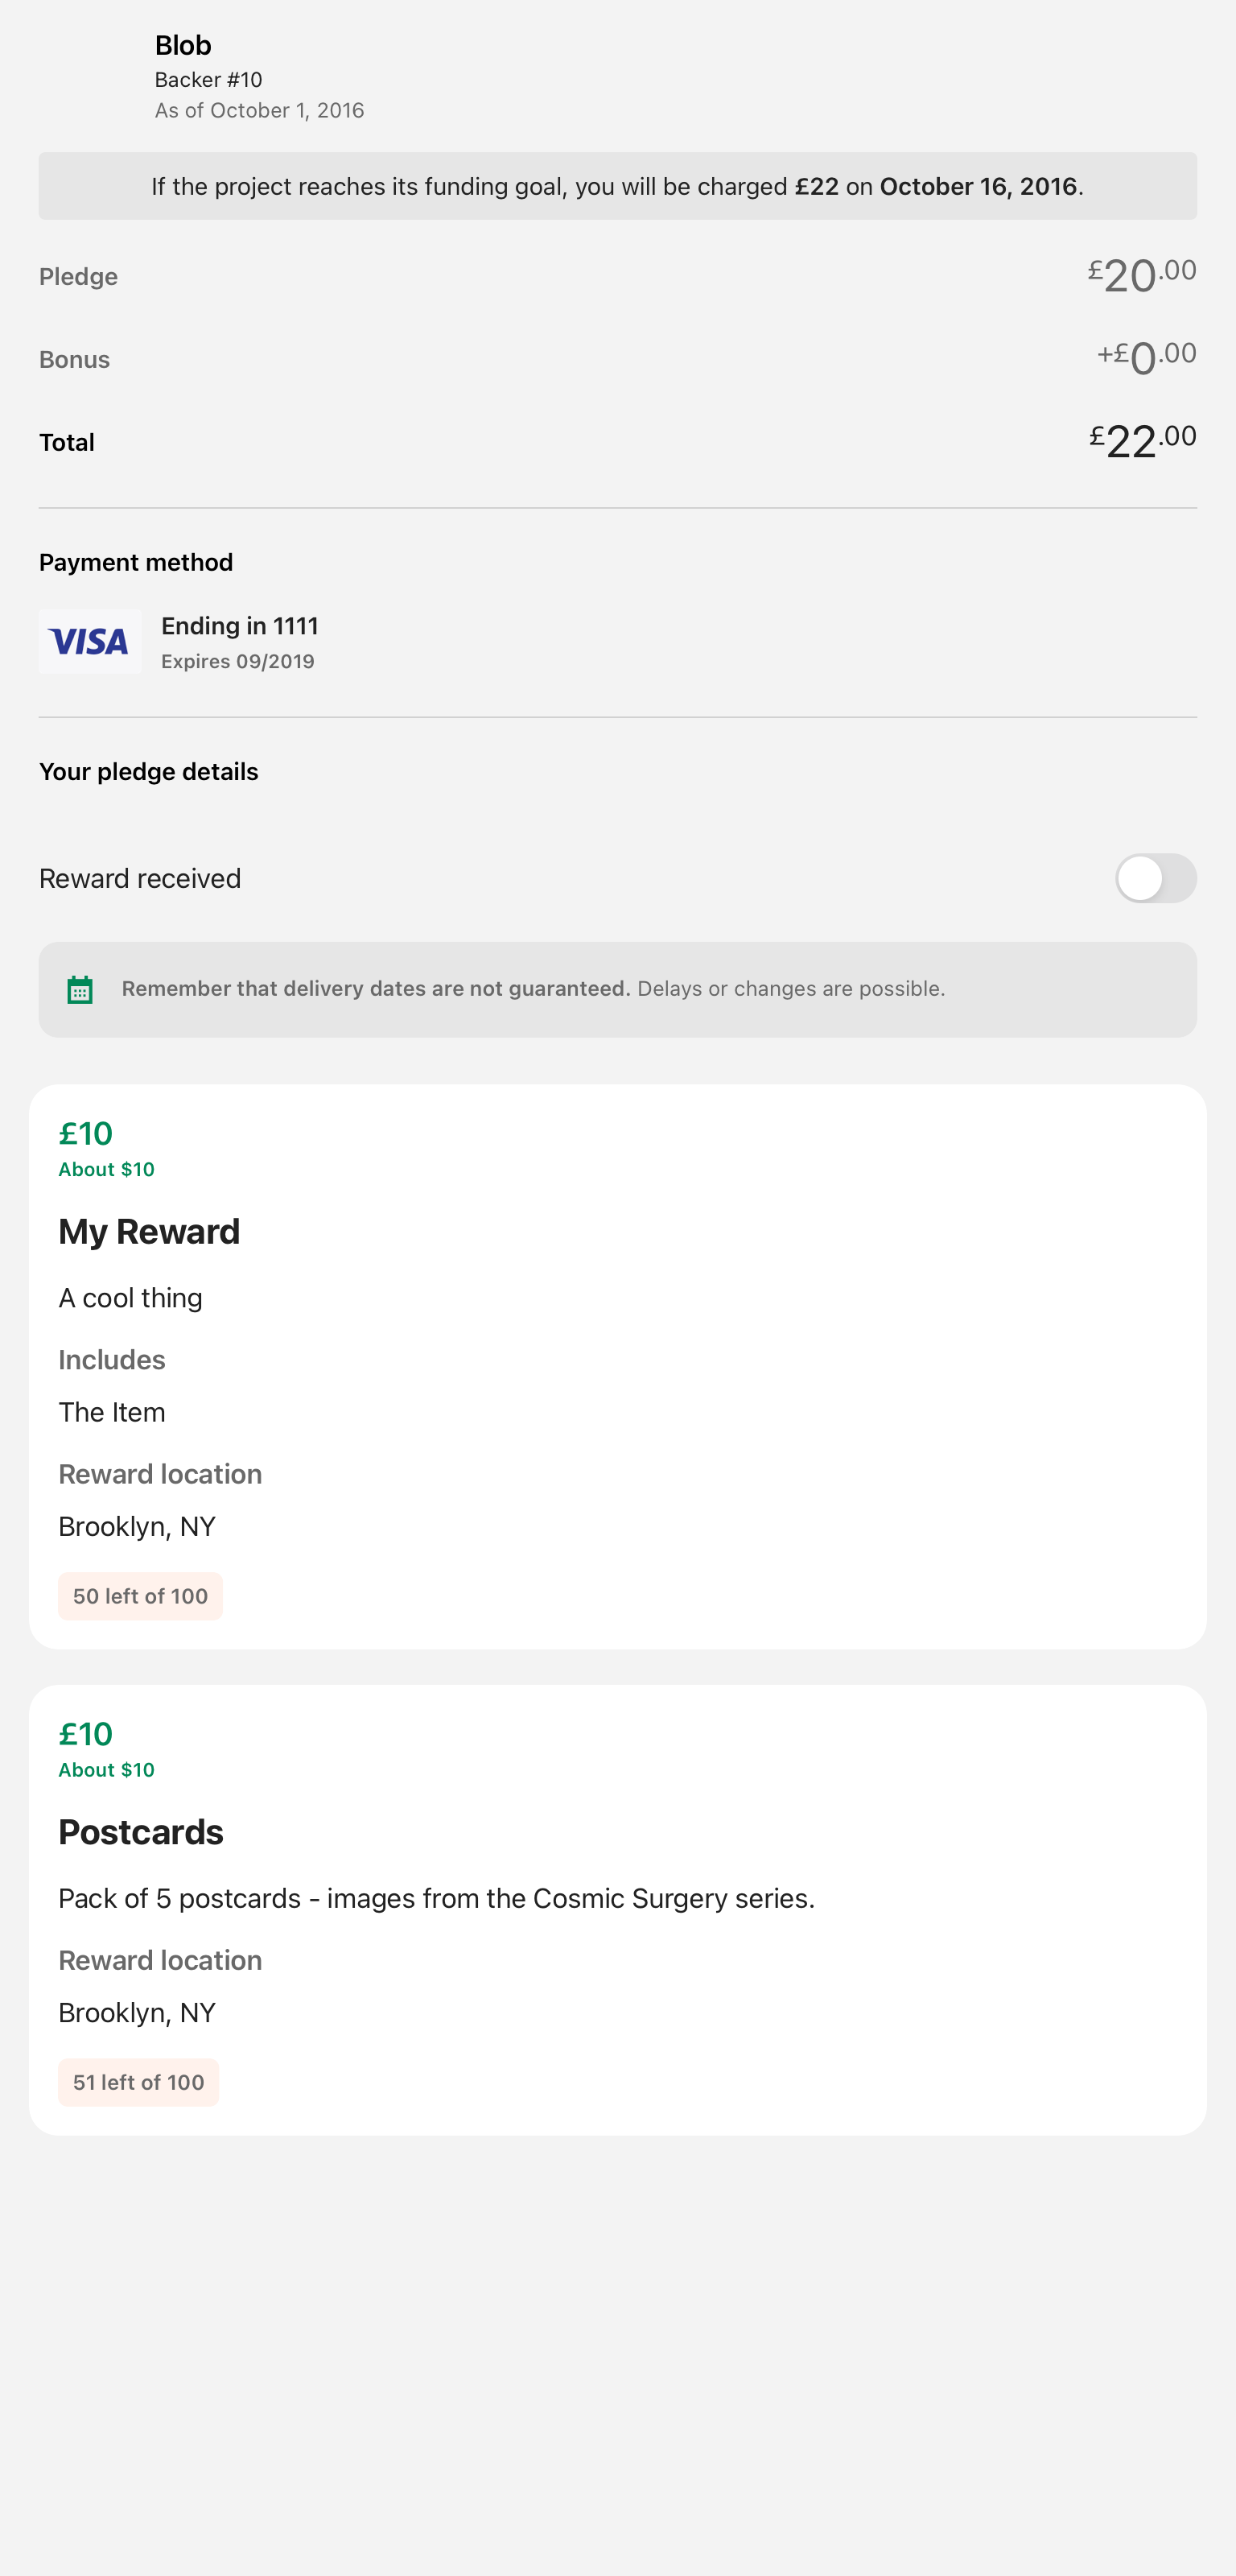 Blob
Backer #10
As of October 1, 2016
If the project reaches its funding goal, you will be charged £22 on October 16, 2016.
Pledge £20.00
Bonus +£0.00
Total £22.00
Payment method
VISA Ending in 1111
Expires 09/2019
Your pledge details
Reward received
Remember that delivery dates are not guaranteed. Delays or changes are possible.
£10
About $10
My Reward
A cool thing
Includes
The Item
Reward location
Brooklyn, NY
50 left of 100
£10
About $10
Postcards
Pack of 5 postcards - images from the Cosmic Surgery series.
Reward location
Brooklyn, NY
51 left of 100